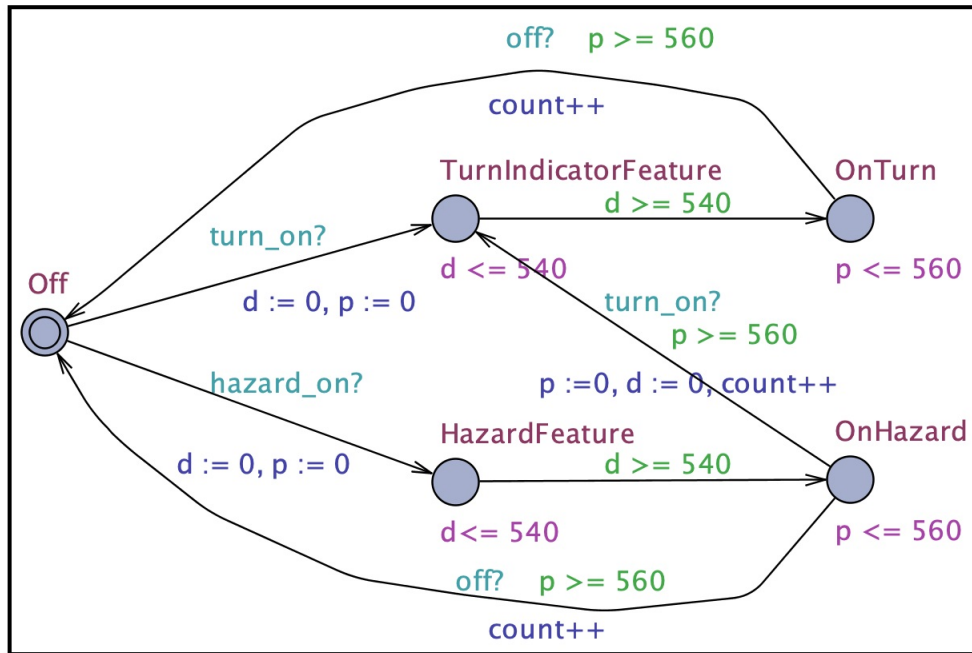 off? p >= 560
count++
TurnIndicatorFeature
OnTurn
d >= 540
turn_on?
d <= 540
p <= 560
Off
d := 0, p := 0
turn_on?
p >= 560
hazard_on?
p :=0, d := 0, count++
HazardFeature
OnHazard
d := 0, p := 0
d >= 540
d<= 540
p <= 560
off? p >= 560
count++